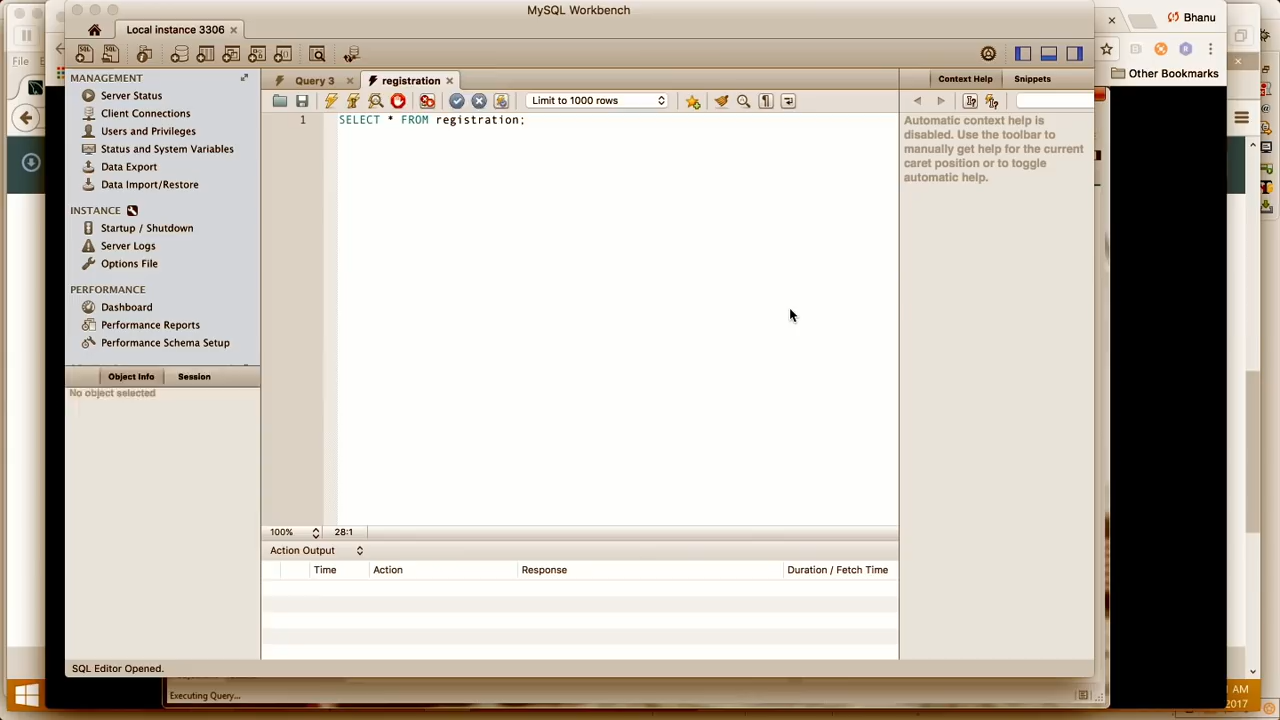 MySQL Workbench
Local instance 3306
Bhanu
File
Other Bookmarks
MANAGEMENT
Server Status
Client Connections
Users and Privileges
Status and System Variables
Data Export
Data Import/Restore
INSTANCE
Startup / Shutdown
Server Logs
Options File
PERFORMANCE
Dashboard
Performance Reports
Performance Schema Setup
Object Info Session
No object selected
Query 3 registration
Limit to 1000 rows
1 SELECT * FROM registration;
100% 28:1
Action Output
Time Action Response Duration / Fetch Time
Context Help Snippets
Automatic context help is
disabled. Use the toolbar to
manually get help for the current
caret position or to toggle
automatic help.
SQL Editor Opened.
Executing Query...
AM
2017